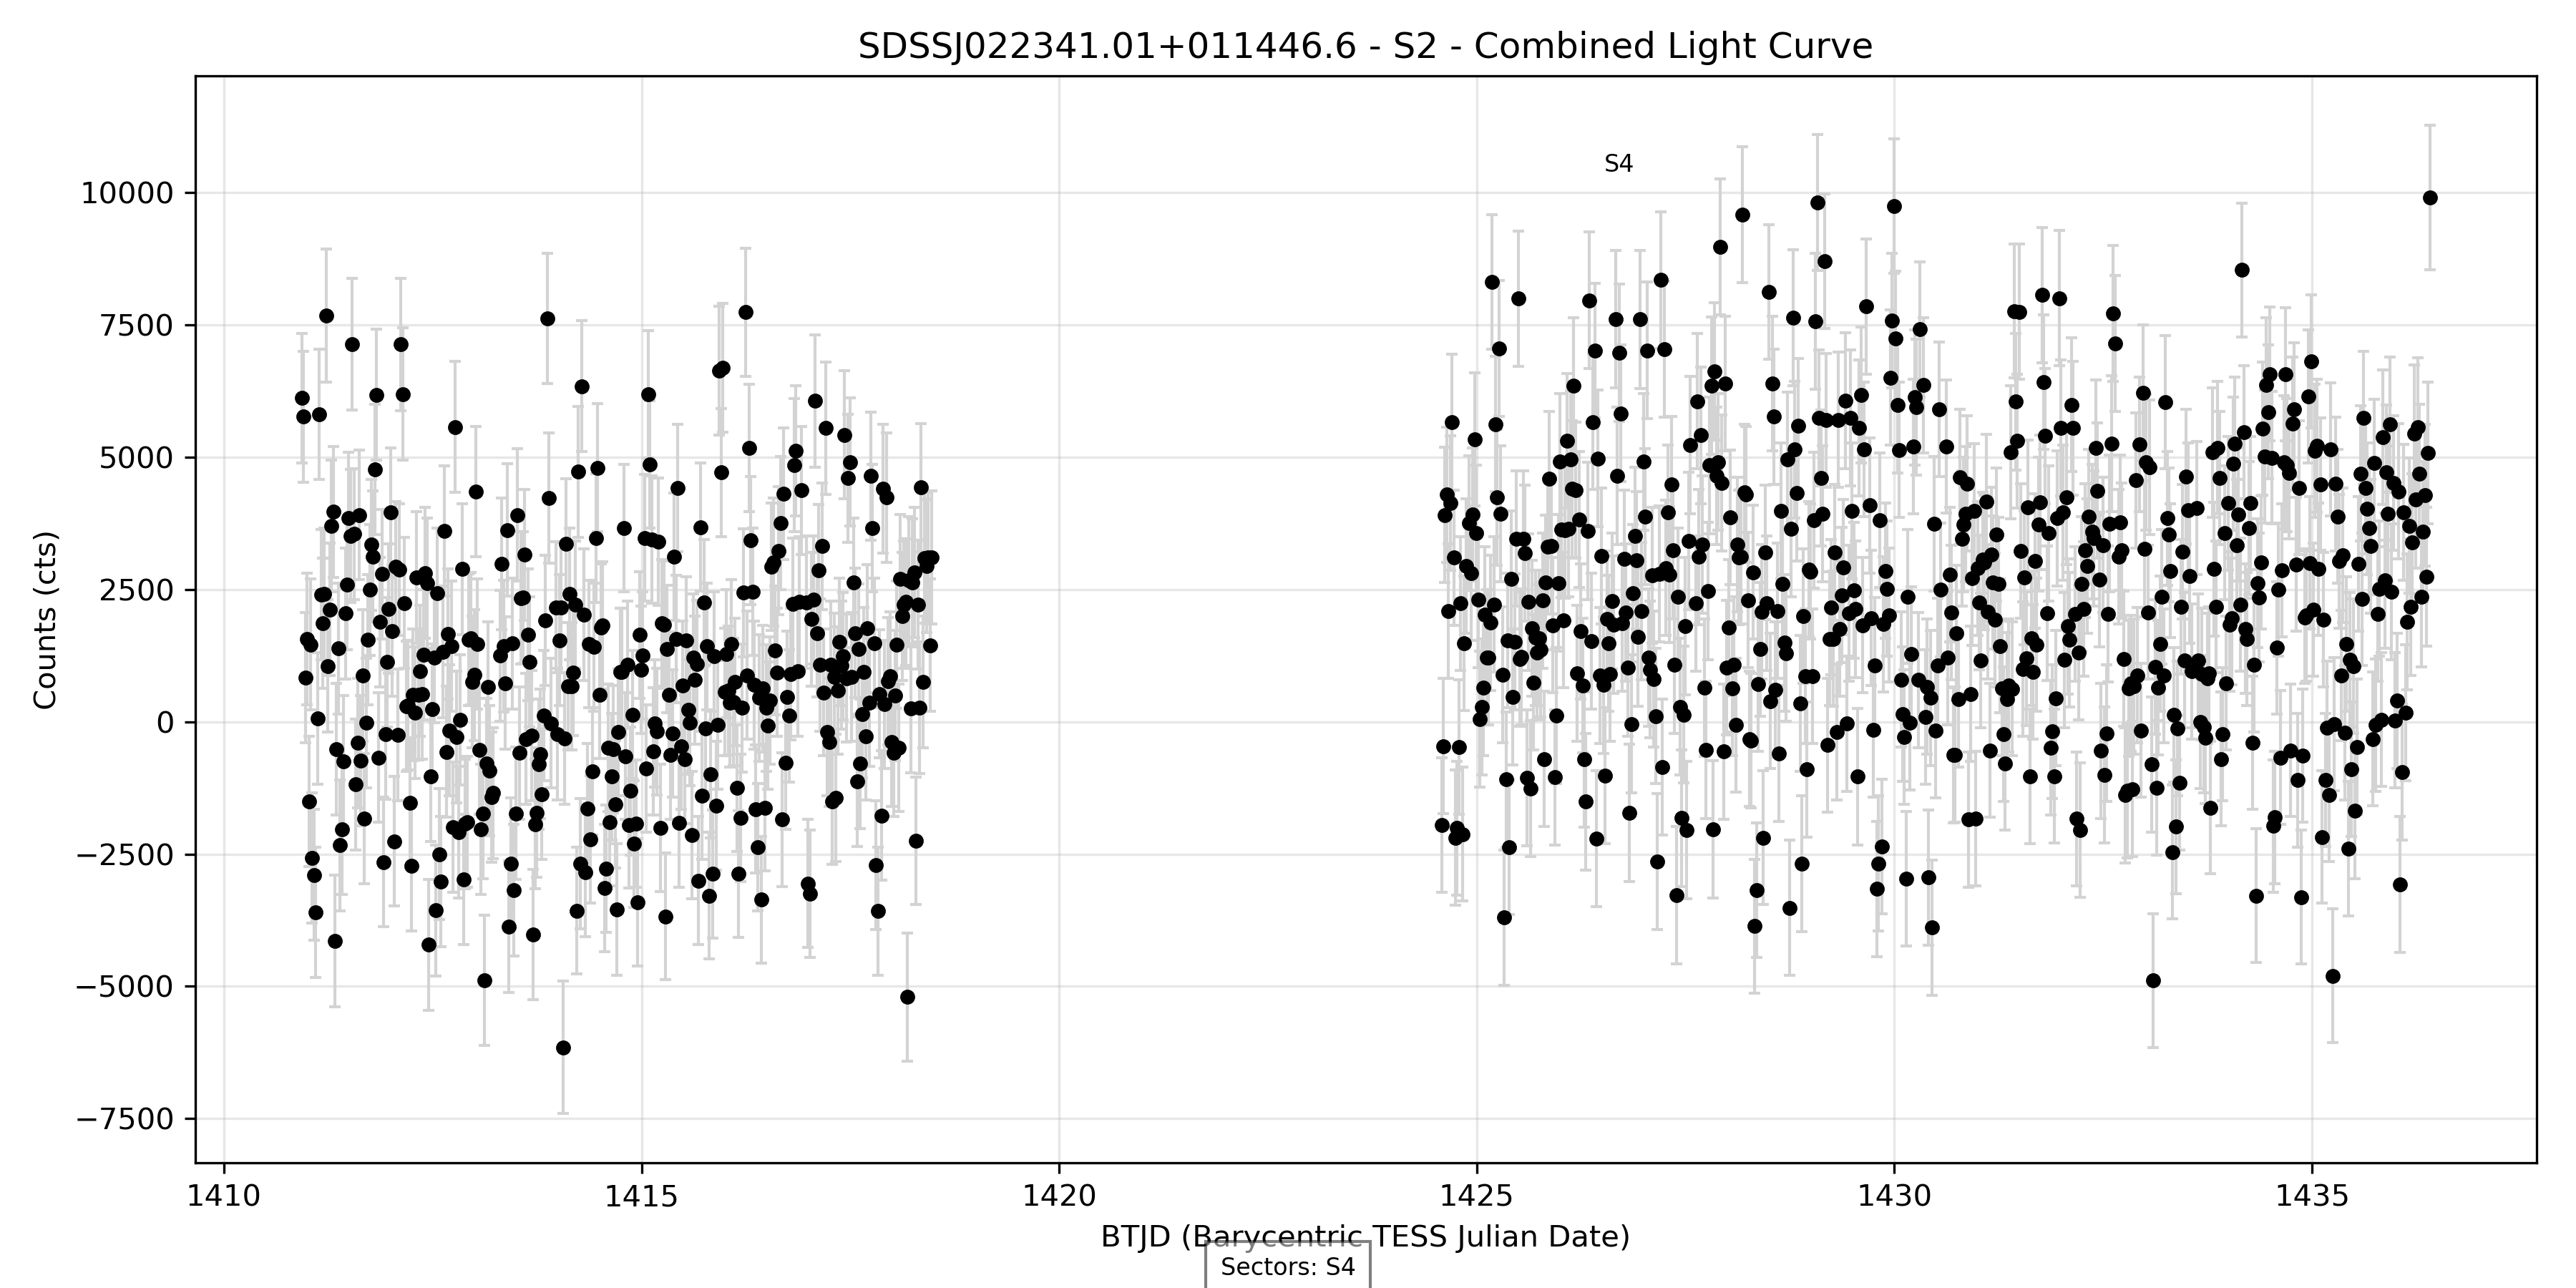 SDSSJ022341.01+011446.6 - S2 - Combined Light Curve
S4
10000
7500
5000
2500
0
−2500
−5000
−7500
Counts (cts)
1410 1415 1420 1425 1430 1435
BTJD (Barycentric TESS Julian Date)
Sectors: S4